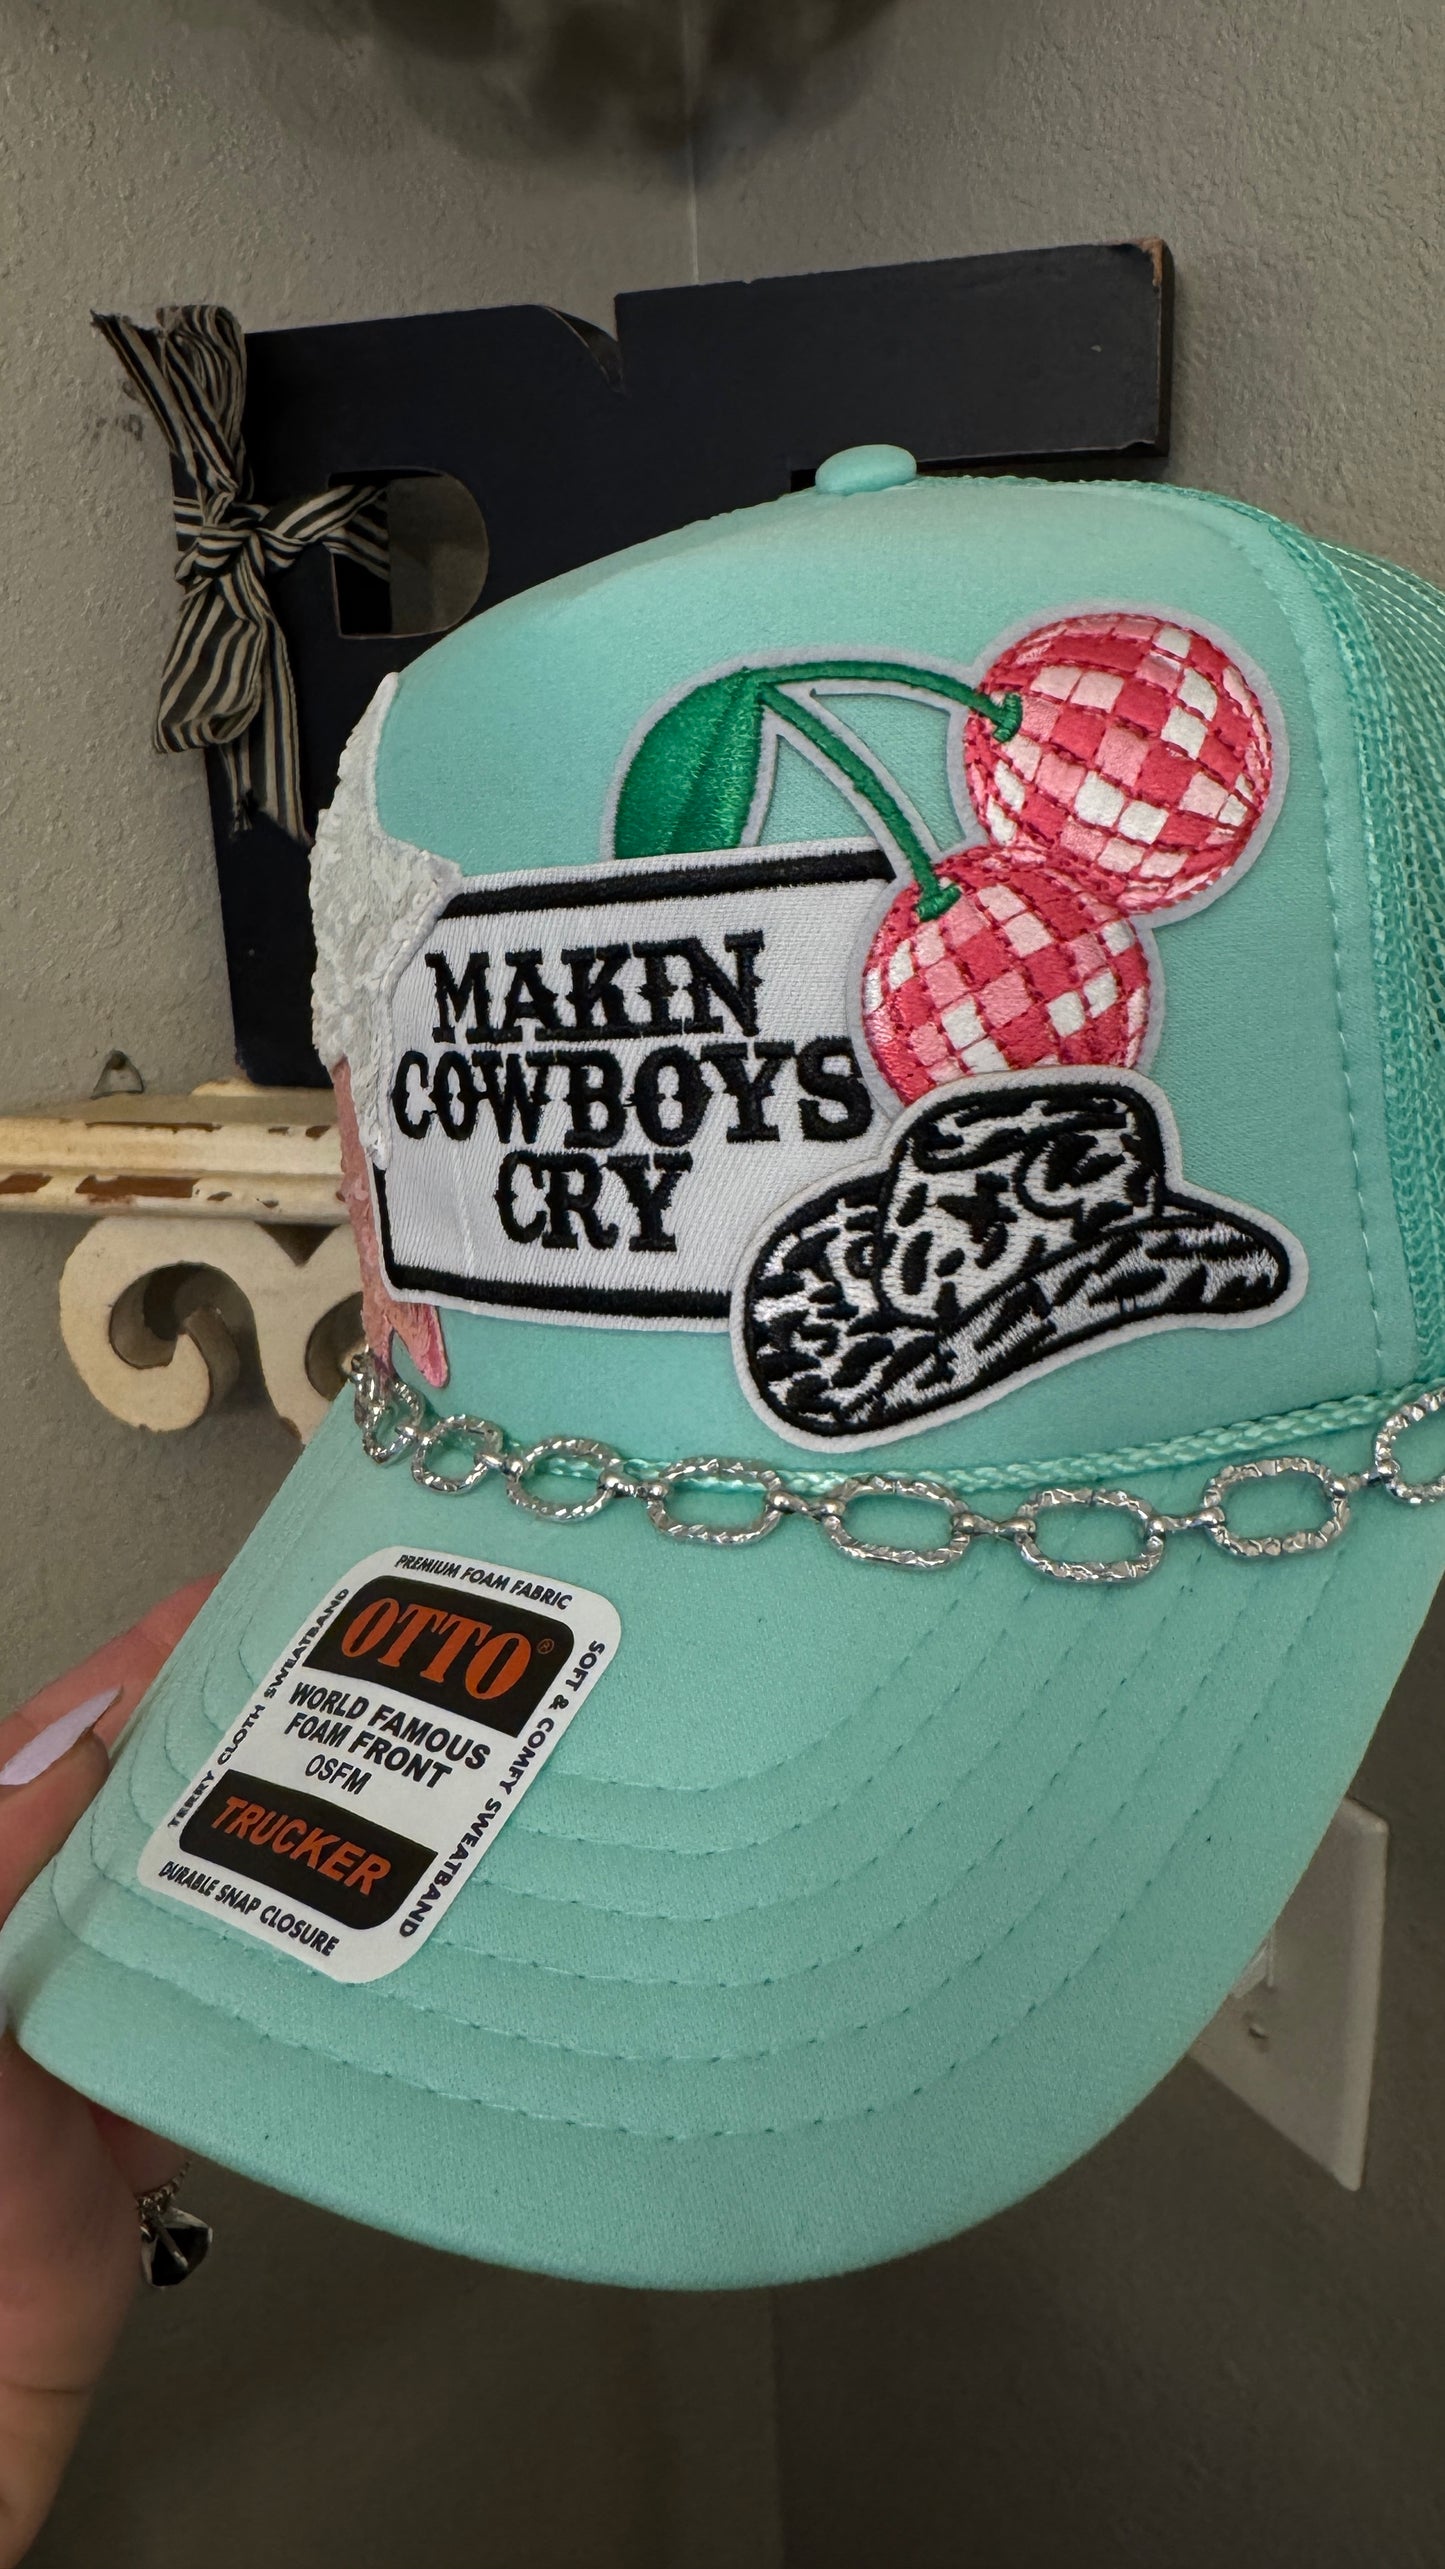 MAKIN
COWBOYS
CRY
PREMIUM FOAM FABRIC
OTTO®
WORLD FAMOUS
FOAM FRONT
OSFM
TRUCKER
TERRY CLOTH SWEATBAND
SOFT & COMFY SWEATBAND
DURABLE SNAP CLOSURE